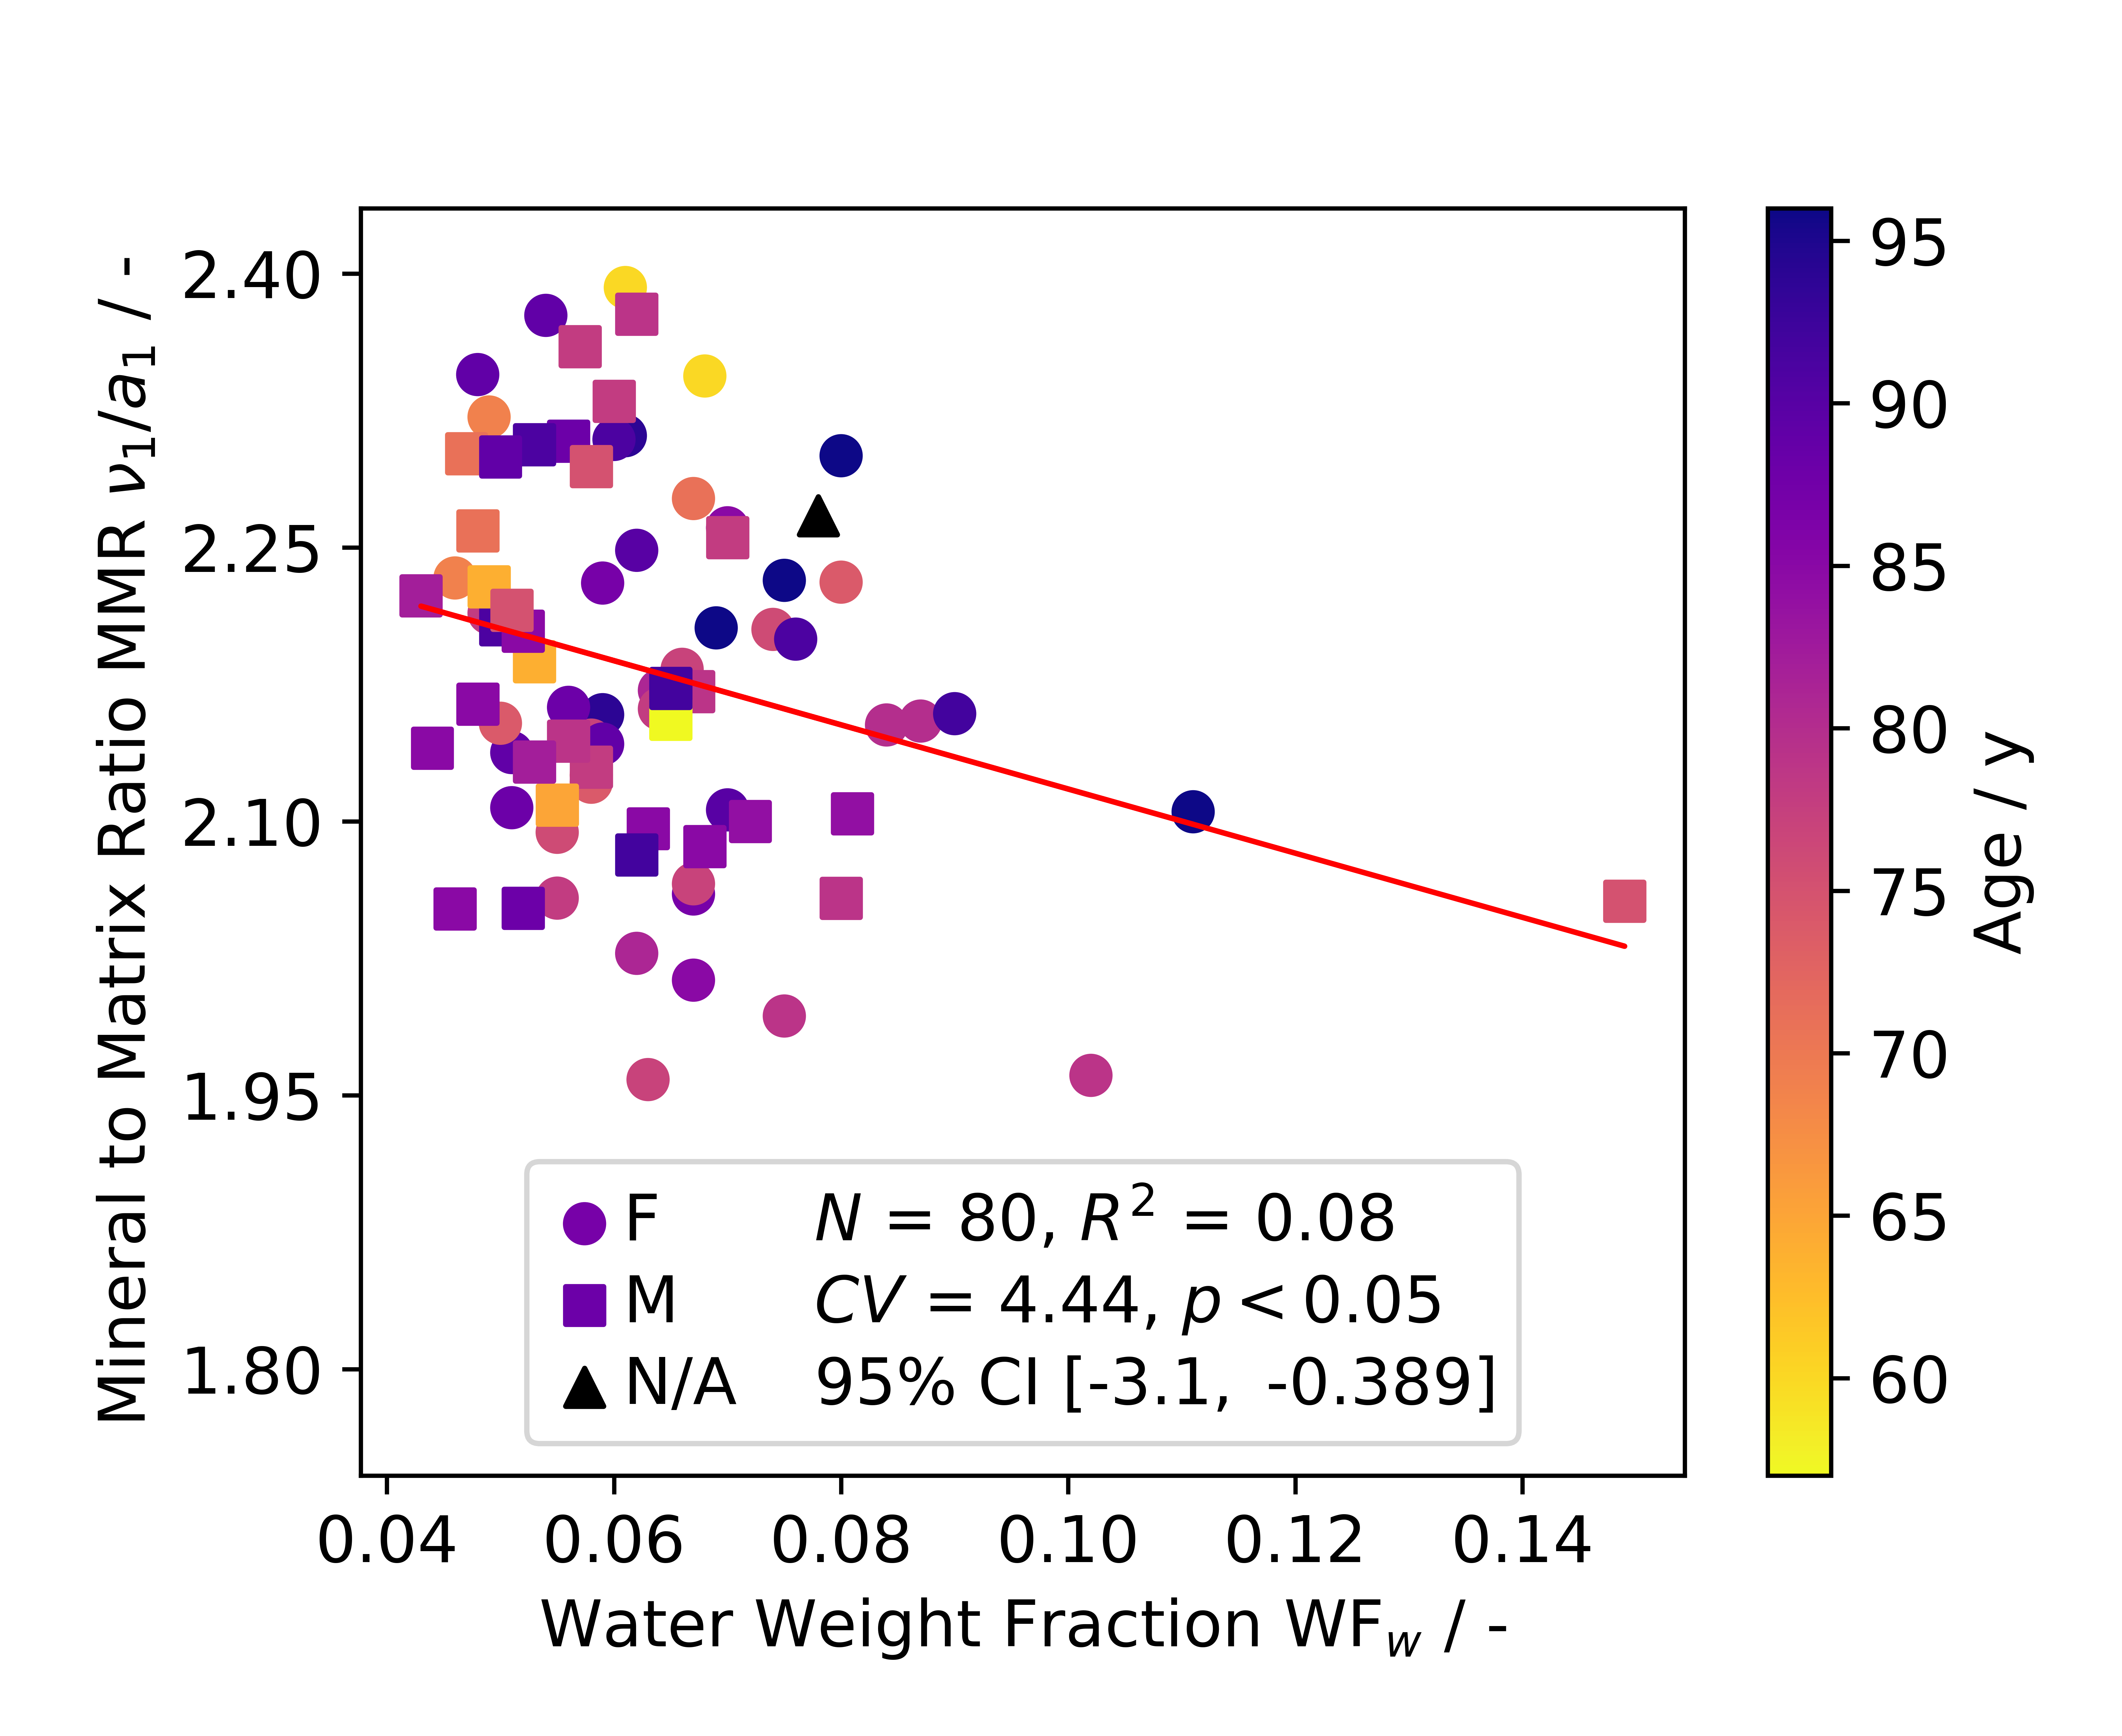 Mineral to Matrix Ratio MMR ν₁/a₁ / -
2.40
2.25
2.10
1.95
1.80
F
M
N/A
N = 80, R² = 0.08
CV = 4.44, p < 0.05
95% CI [-3.1, -0.389]
0.04 0.06 0.08 0.10 0.12 0.14
Water Weight Fraction WF_w / -
95
90
85
80
75
70
65
60
Age / y